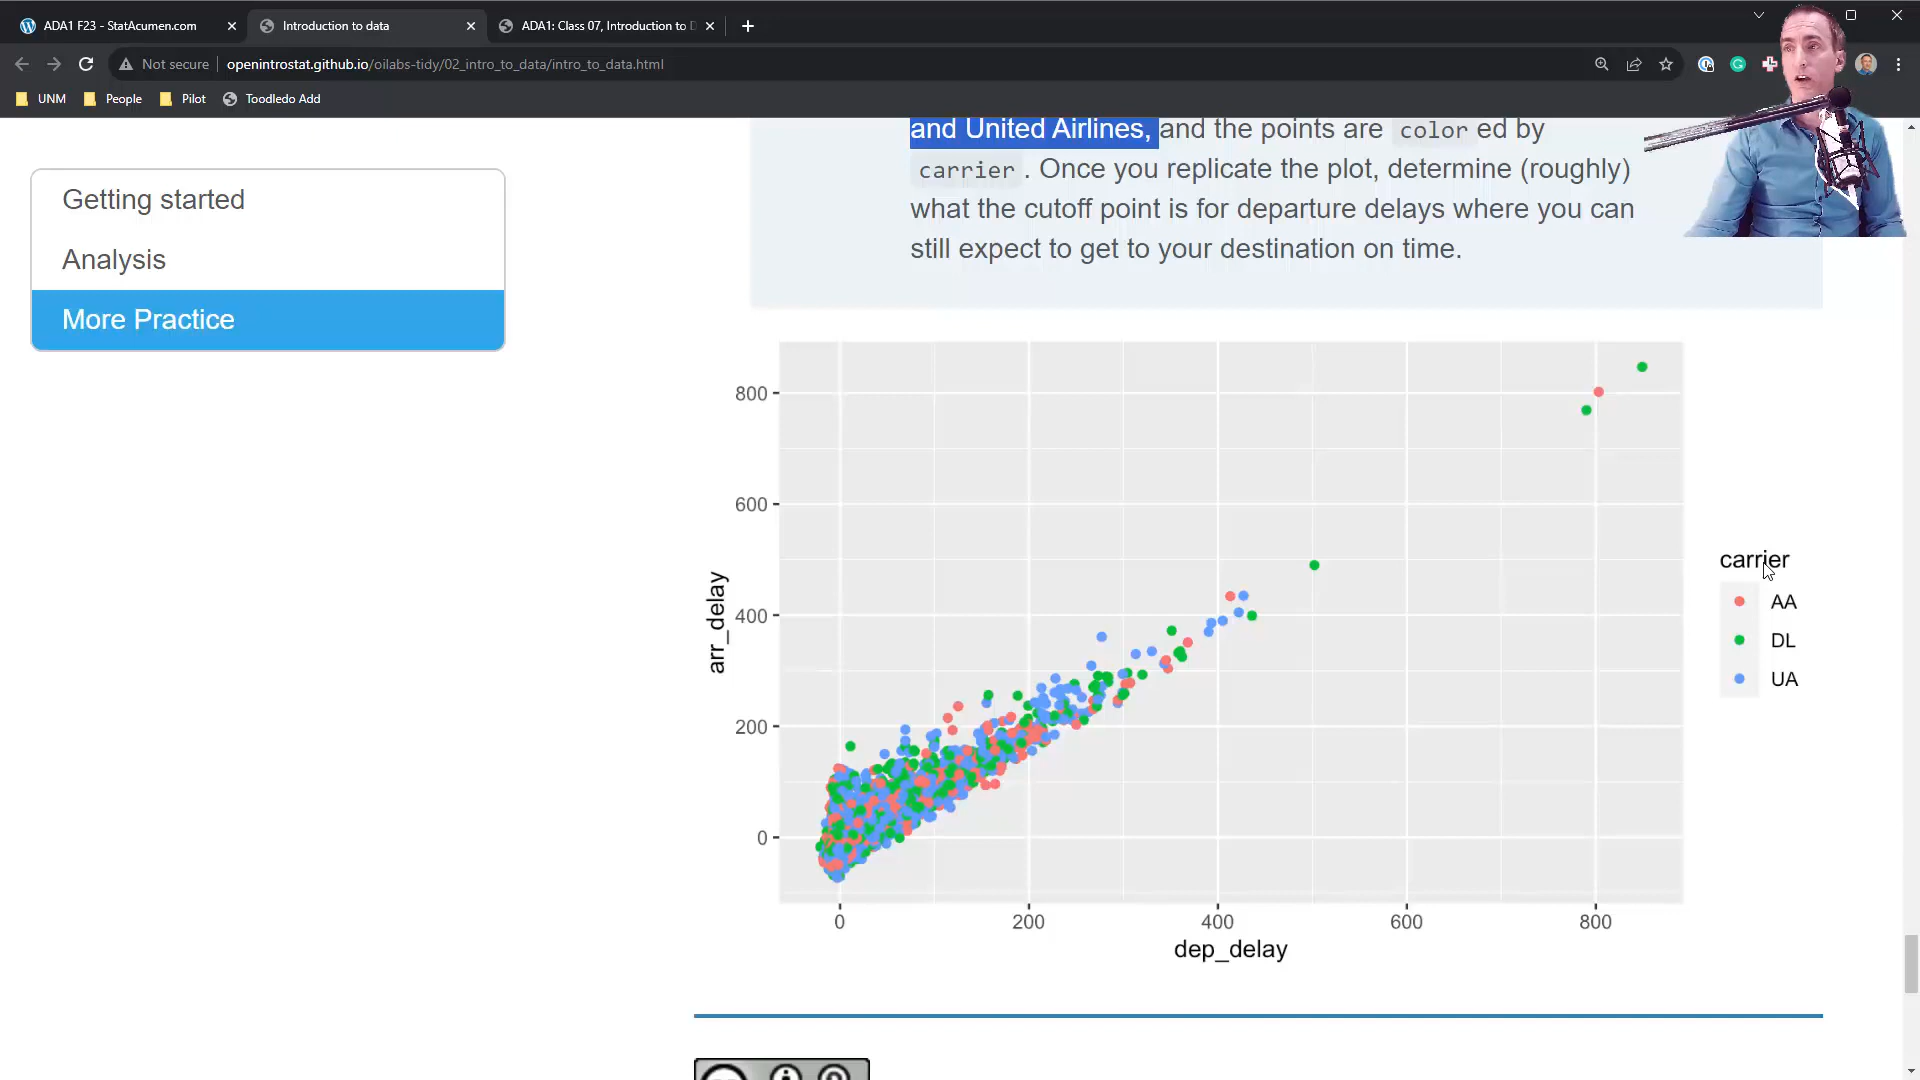 ADA1 F23 - StatAcumen.com
Introduction to data
ADA1: Class 07, Introduction to D
Not secure
openintrostat.github.io/oilabs-tidy/02_intro_to_data/intro_to_data.html
UNM
People
Pilot
Toodledo Add
Getting started
Analysis
More Practice
and United Airlines, and the points are color ed by
carrier . Once you replicate the plot, determine (roughly)
what the cutoff point is for departure delays where you can
still expect to get to your destination on time.
800
600
400
200
0
arr_delay
0 200 400 600 800
dep_delay
carrier
AA
DL
UA